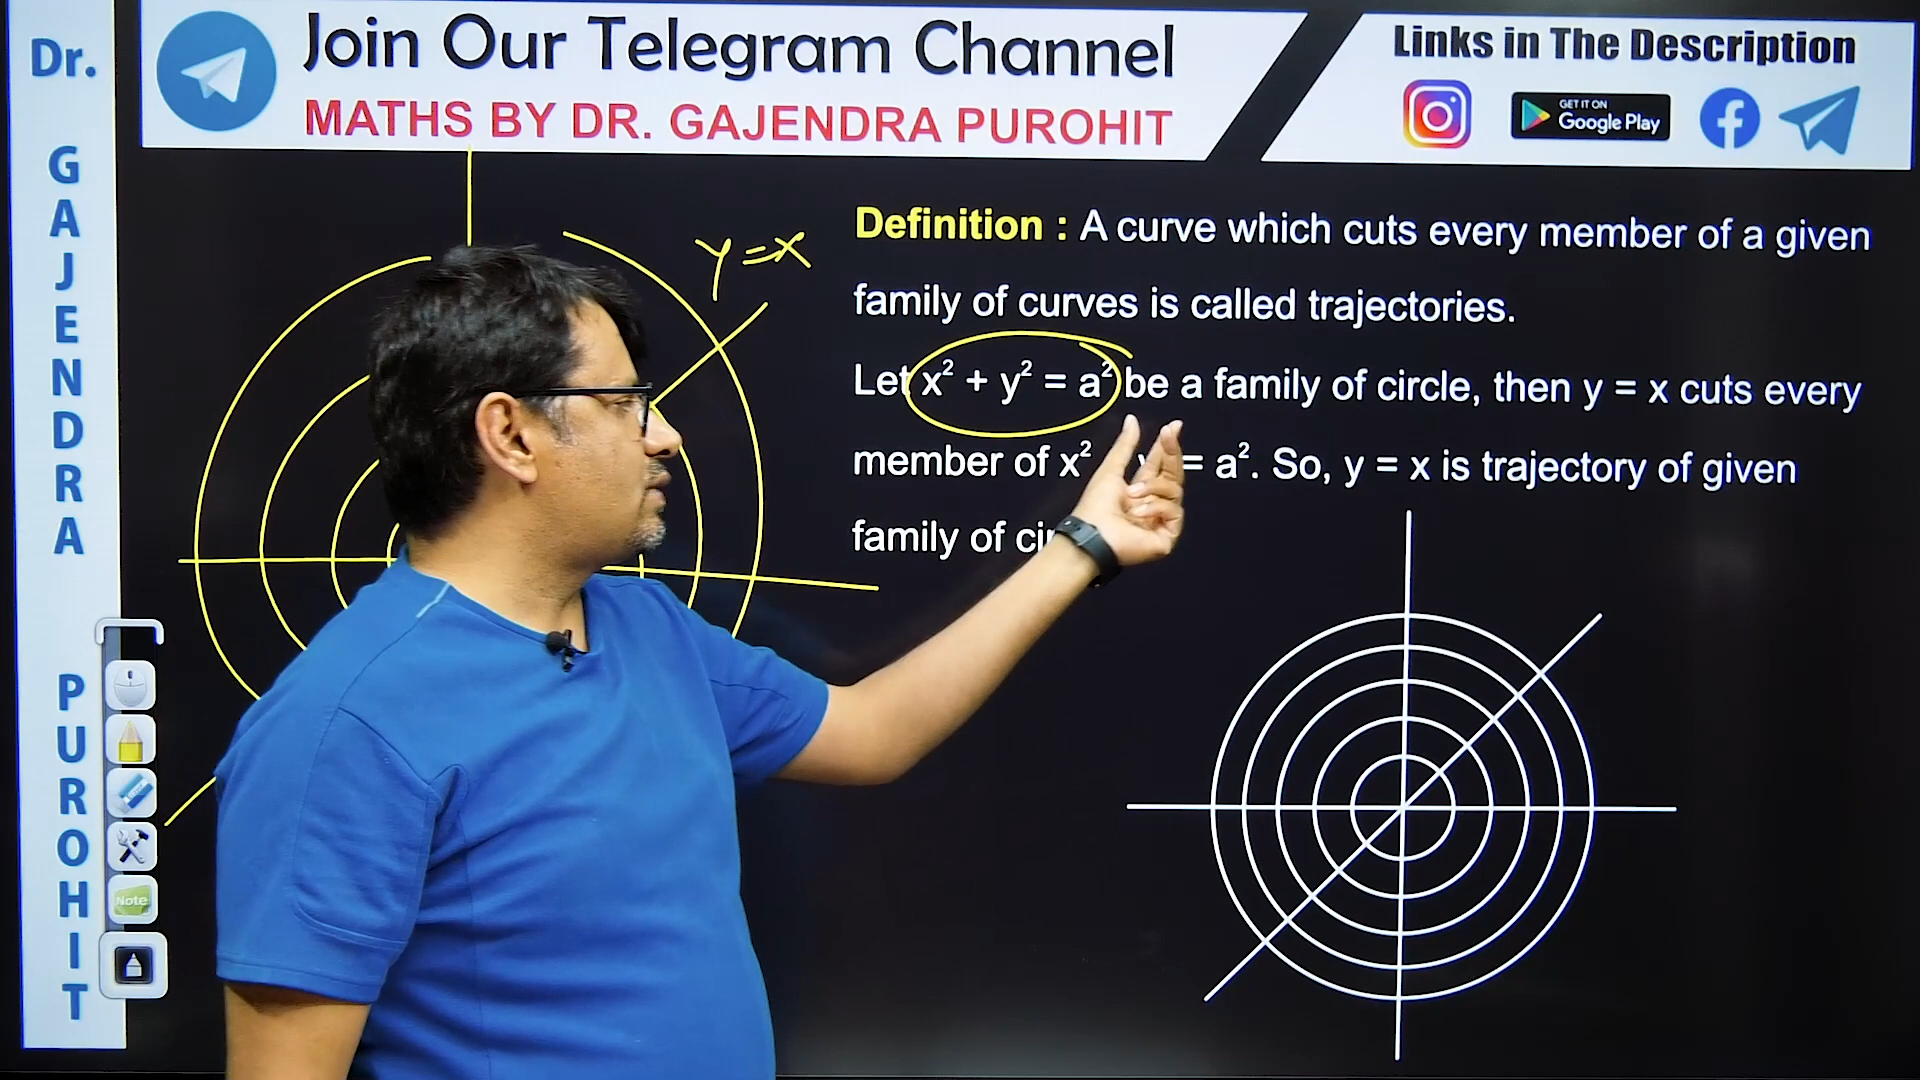 Dr. GAJENDRA PUROHIT
Join Our Telegram Channel
MATHS BY DR. GAJENDRA PUROHIT
Links in The Description
GET IT ON
Google Play
y=x
Definition : A curve which cuts every member of a given
family of curves is called trajectories.
Let x² + y² = a² be a family of circle, then y = x cuts every
member of x² = a². So, y = x is trajectory of given
family of
Note